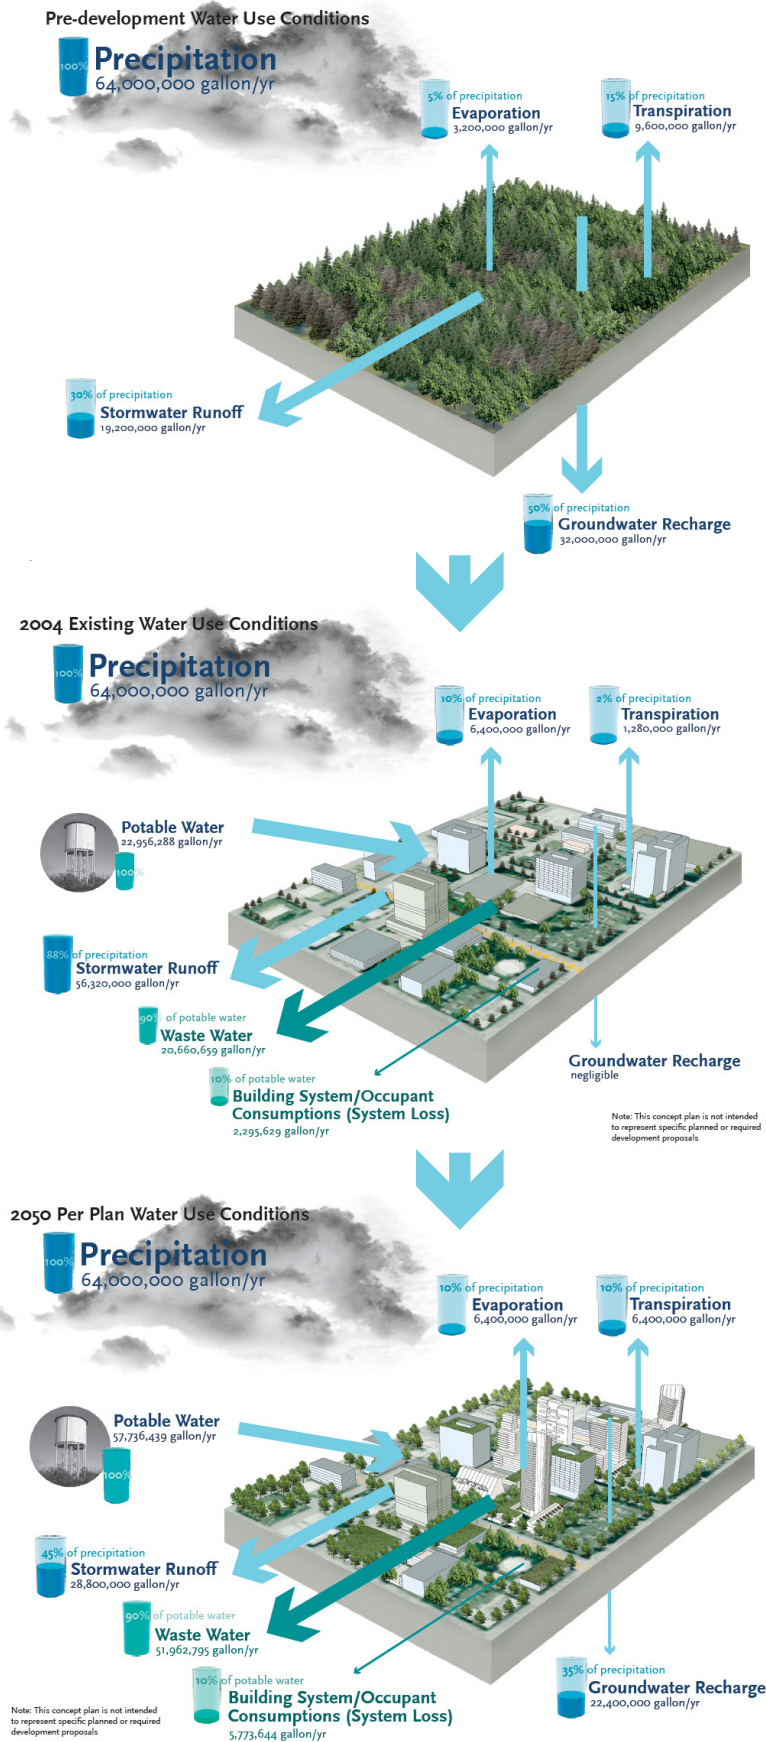 Pre-development Water Use Conditions
100%
Precipitation
64,000,000 gallon/yr
5% of precipitation
Evaporation
3,200,000 gallon/yr
15% of precipitation
Transpiration
9,600,000 gallon/yr
30% of precipitation
Stormwater Runoff
19,200,000 gallon/yr
50% of precipitation
Groundwater Recharge
32,000,000 gallon/yr
2004 Existing Water Use Conditions
100%
Precipitation
64,000,000 gallon/yr
10% of precipitation
Evaporation
6,400,000 gallon/yr
2% of precipitation
Transpiration
1,280,000 gallon/yr
Potable Water
22,956,288 gallon/yr
100%
88% of precipitation
Stormwater Runoff
56,320,000 gallon/yr
90% of potable water
Waste Water
20,660,659 gallon/yr
10% of potable water
Building System/Occupant
Consumptions (System Loss)
2,295,629 gallon/yr
Groundwater Recharge
negligible
Note: This concept plan is not intended
to represent specific planned or required
development proposals
2050 Per Plan Water Use Conditions
100%
Precipitation
64,000,000 gallon/yr
10% of precipitation
Evaporation
6,400,000 gallon/yr
10% of precipitation
Transpiration
6,400,000 gallon/yr
Potable Water
57,736,439 gallon/yr
100%
45% of precipitation
Stormwater Runoff
28,800,000 gallon/yr
90% of potable water
Waste Water
51,962,795 gallon/yr
10% of potable water
Building System/Occupant
Consumptions (System Loss)
5,773,644 gallon/yr
35% of precipitation
Groundwater Recharge
22,400,000 gallon/yr
Note: This concept plan is not intended
to represent specific planned or required
development proposals